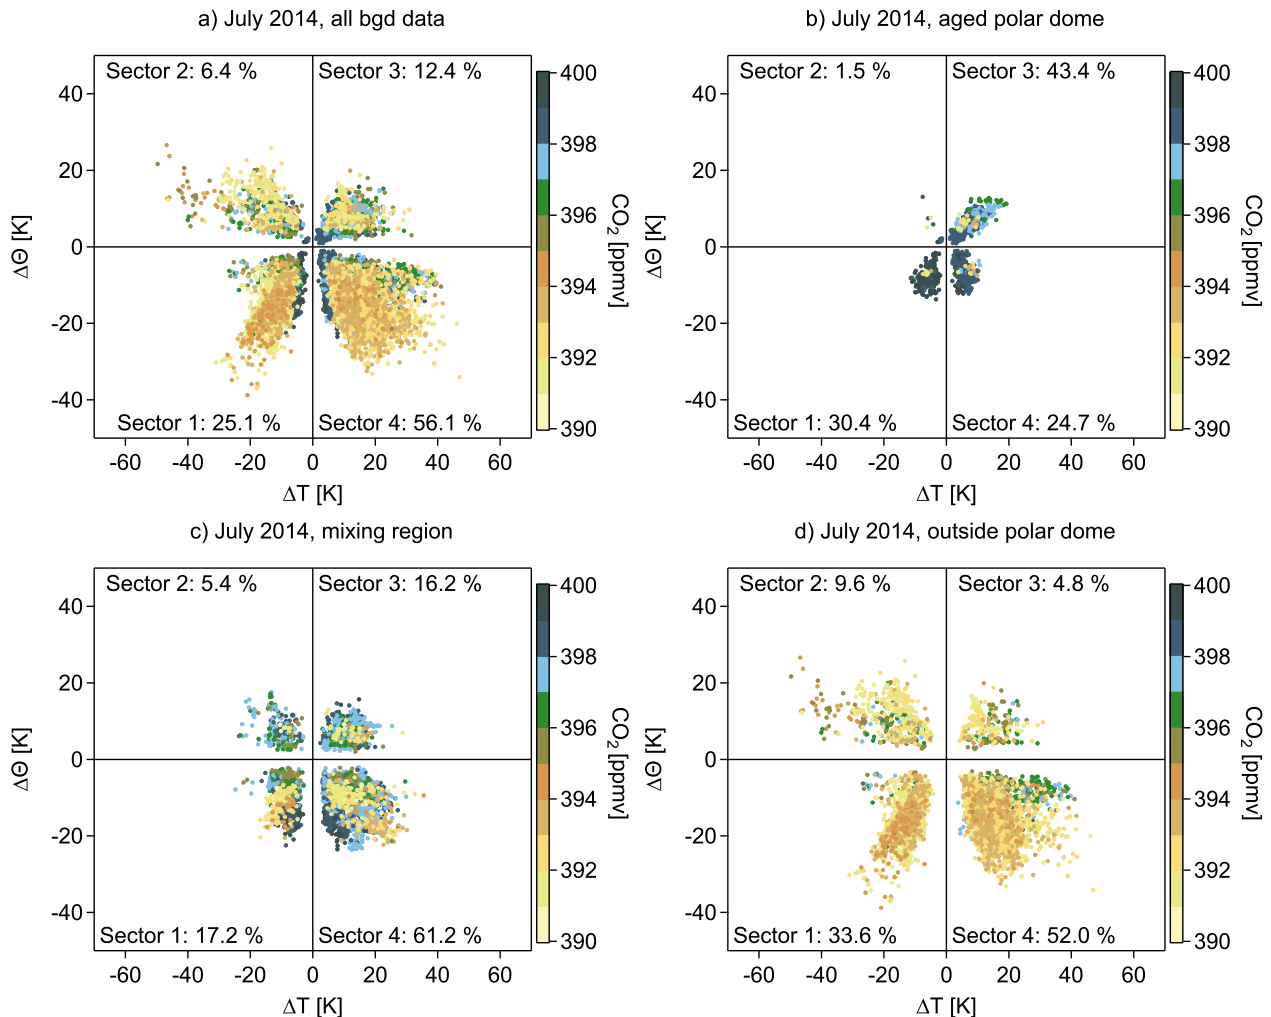 a) July 2014, all bgd data
Sector 2: 6.4 %
Sector 3: 12.4 %
Sector 1: 25.1 %
Sector 4: 56.1 %
40
20
0
-20
-40
ΔΘ [K]
-60
-40
-20
0
20
40
60
ΔT [K]
400
398
396
394
392
390
CO2 [ppmv]
b) July 2014, aged polar dome
Sector 2: 1.5 %
Sector 3: 43.4 %
Sector 1: 30.4 %
Sector 4: 24.7 %
40
20
0
-20
-40
ΔΘ [K]
-60
-40
-20
0
20
40
60
ΔT [K]
400
398
396
394
392
390
CO2 [ppmv]
c) July 2014, mixing region
Sector 2: 5.4 %
Sector 3: 16.2 %
Sector 1: 17.2 %
Sector 4: 61.2 %
40
20
0
-20
-40
ΔΘ [K]
-60
-40
-20
0
20
40
60
ΔT [K]
400
398
396
394
392
390
CO2 [ppmv]
d) July 2014, outside polar dome
Sector 2: 9.6 %
Sector 3: 4.8 %
Sector 1: 33.6 %
Sector 4: 52.0 %
40
20
0
-20
-40
ΔΘ [K]
-60
-40
-20
0
20
40
60
ΔT [K]
400
398
396
394
392
390
CO2 [ppmv]